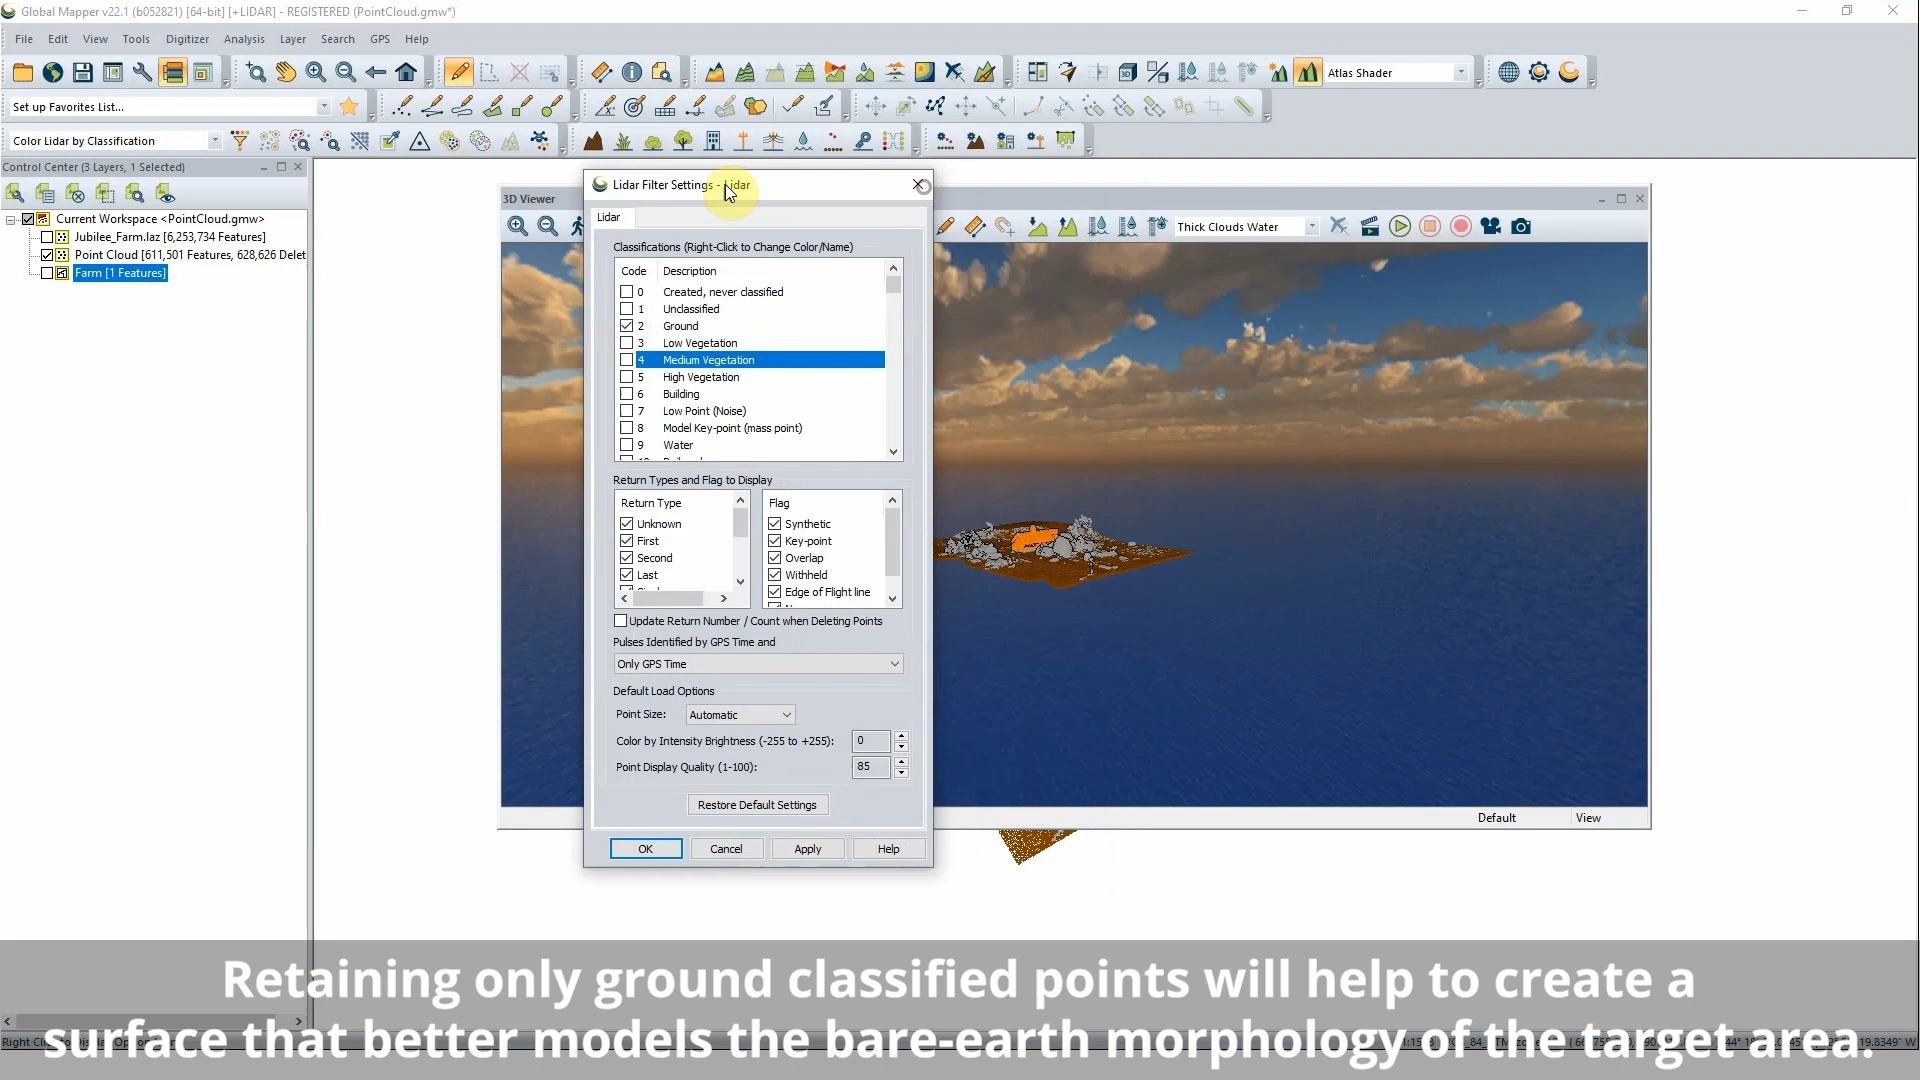 Global Mapper v22.1 (b052821) [64-bit] [+LIDAR] - REGISTERED (PointCloud.gmw*)
File Edit View Tools Digitizer Analysis Layer Search GPS Help
Atlas Shader
Set up Favorites List...
Color Lidar by Classification
Control Center (3 Layers, 1 Selected)
Current Workspace <PointCloud.gmw>
Jubilee_Farm.laz [6,253,734 Features]
Point Cloud [611,501 Features, 628,626 Delet
Farm [1 Features]
3D Viewer
Thick Clouds Water
Lidar Filter Settings - Lidar
Lidar
Classifications (Right-Click to Change Color/Name)
Code Description
0 Created, never classified
1 Unclassified
2 Ground
3 Low Vegetation
4 Medium Vegetation
5 High Vegetation
6 Building
7 Low Point (Noise)
8 Model Key-point (mass point)
9 Water
Return Types and Flag to Display
Return Type Flag
Unknown Synthetic
First Key-point
Second Overlap
Last Withheld
Edge of Flight line
Update Return Number / Count when Deleting Points
Pulses Identified by GPS Time and
Only GPS Time
Default Load Options
Point Size: Automatic
Color by Intensity Brightness (-255 to +255): 0
Point Display Quality (1-100): 85
Restore Default Settings
OK Cancel Apply Help
Default View
Retaining only ground classified points will help to create a
surface that better models the bare-earth morphology of the target area.